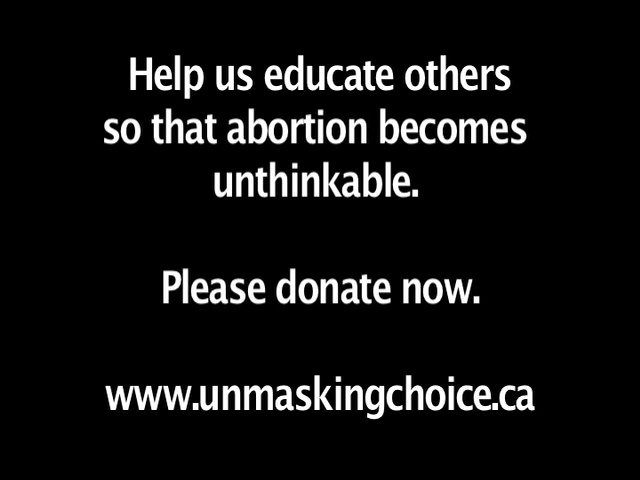 Help us educate others
so that abortion becomes
unthinkable.
Please donate now.
www.unmaskingchoice.ca